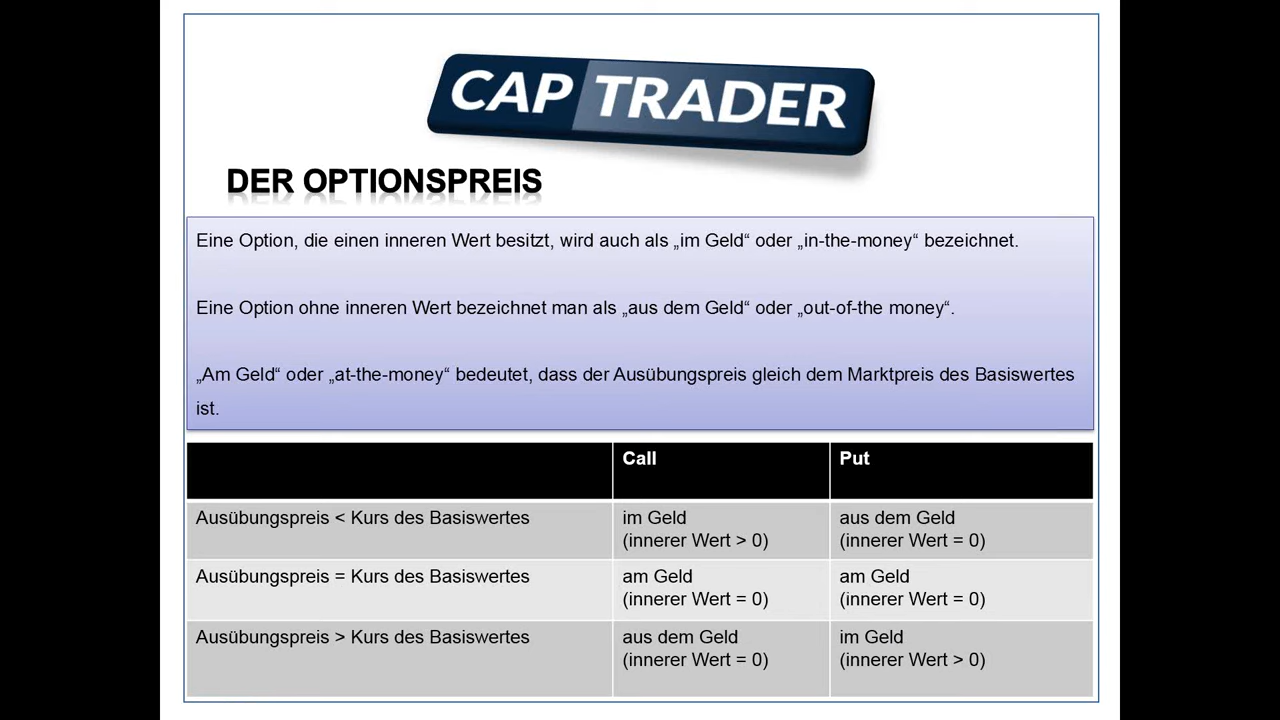 CAP TRADER
DER OPTIONSPREIS
Eine Option, die einen inneren Wert besitzt, wird auch als „im Geld“ oder „in-the-money“ bezeichnet.
Eine Option ohne inneren Wert bezeichnet man als „aus dem Geld“ oder „out-of-the money“.
„Am Geld“ oder „at-the-money“ bedeutet, dass der Ausübungspreis gleich dem Marktpreis des Basiswertes
ist.
Call Put
Ausübungspreis < Kurs des Basiswertes im Geld aus dem Geld
(innerer Wert > 0) (innerer Wert = 0)
Ausübungspreis = Kurs des Basiswertes am Geld am Geld
(innerer Wert = 0) (innerer Wert = 0)
Ausübungspreis > Kurs des Basiswertes aus dem Geld im Geld
(innerer Wert = 0) (innerer Wert > 0)